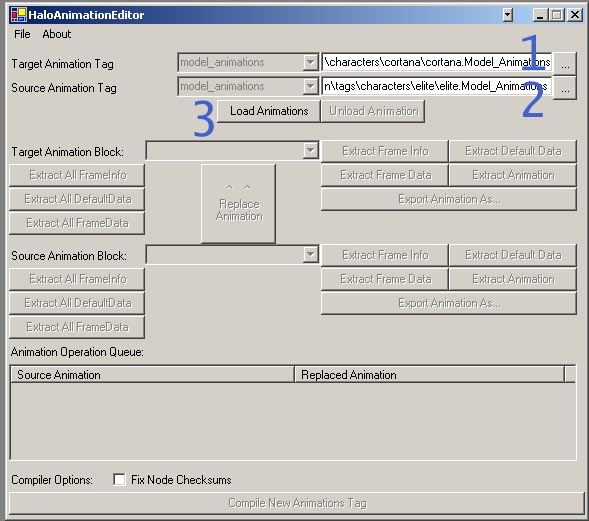 HaloAnimationEditor
File About
1
Target Animation Tag model_animations \characters\cortana\cortana.Model_Animations ...
Source Animation Tag model_animations n\tags\characters\elite\elite.Model_Animations ...
2
3 Load Animations Unload Animation
Target Animation Block: Extract Frame Info Extract Default Data
Extract All FrameInfo ^ ^ Extract Frame Data Extract Animation
Extract All DefaultData Replace Animation Export Animation As...
Extract All FrameData
Source Animation Block: Extract Frame Info Extract Default Data
Extract All FrameInfo Extract Frame Data Extract Animation
Extract All DefaultData Export Animation As...
Extract All FrameData
Animation Operation Queue:
Source Animation Replaced Animation
Compiler Options: Fix Node Checksums
Compile New Animations Tag